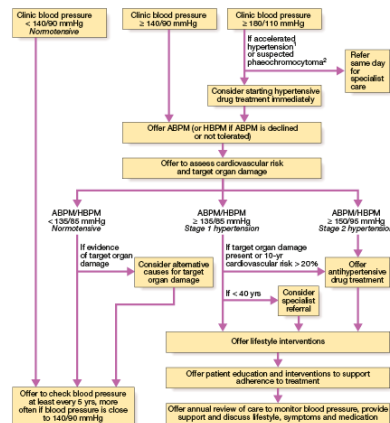 Clinic blood pressure
< 140/90 mmHg
Normotensive
Clinic blood pressure
≥ 140/90 mmHg
Clinic blood pressure
≥ 180/110 mmHg
If accelerated
hypertension¹
or suspected
phaeochromocytoma²
Refer
same day
for
specialist
care
Consider starting hypertensive
drug treatment immediately
Offer ABPM (or HBPM if ABPM is declined
or not tolerated)
Offer to assess cardiovascular risk
and target organ damage
ABPM/HBPM
< 135/85 mmHg
Normotensive
ABPM/HBPM
≥ 135/85 mmHg
Stage 1 hypertension
ABPM/HBPM
≥ 150/95 mmHg
Stage 2 hypertension
If evidence
of target organ
damage
Consider alternative
causes for target
organ damage
If target organ damage
present or 10-yr
cardiovascular risk > 20%
Offer
antihypertensive
drug treatment
If < 40 yrs
Consider
specialist
referral
Offer lifestyle interventions
Offer patient education and interventions to support
adherence to treatment
Offer to check blood pressure
at least every 5 yrs, more
often if blood pressure is close
to 140/90 mmHg
Offer annual review of care to monitor blood pressure, provide
support and discuss lifestyle, symptoms and medication